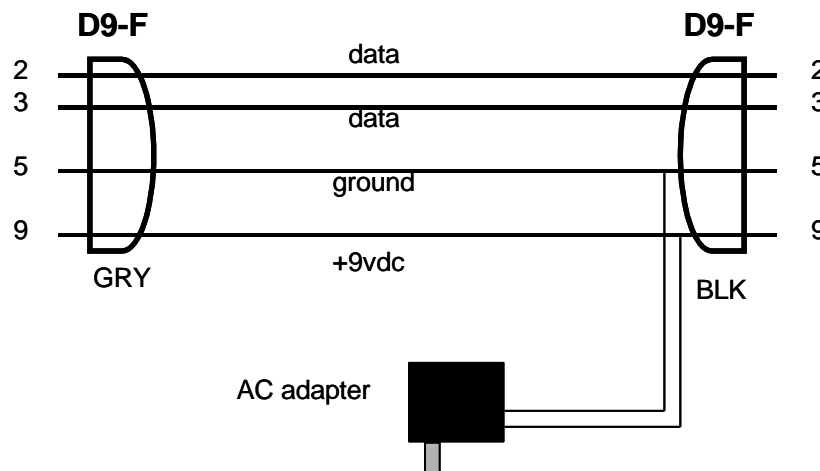 D9-F D9-F
2 data 2
3 data 3
5 ground 5
9 +9vdc 9
GRY BLK
AC adapter